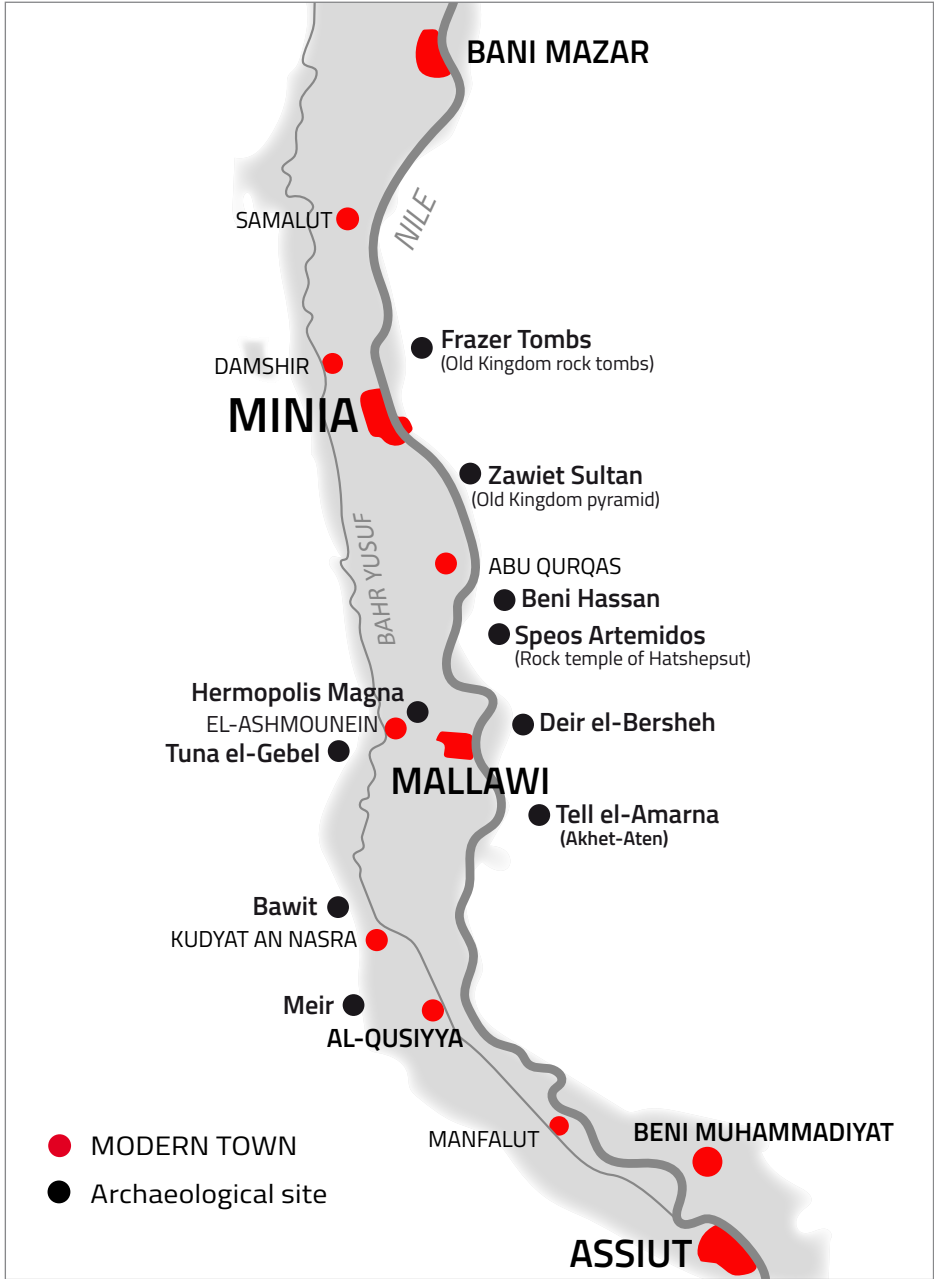 BANI MAZAR
NILE
SAMALUT
Frazer Tombs
(Old Kingdom rock tombs)
DAMSHIR
MINIA
Zawiet Sultan
(Old Kingdom pyramid)
BAHR YUSUF
ABU QURQAS
Beni Hassan
Speos Artemidos
(Rock temple of Hatshepsut)
Hermopolis Magna
EL-ASHMOUNEIN
Deir el-Bersheh
Tuna el-Gebel
MALLAWI
Tell el-Amarna
(Akhet-Aten)
Bawit
KUDYAT AN NASRA
Meir
AL-QUSIYYA
MANFALUT
BENI MUHAMMADIYAT
MODERN TOWN
Archaeological site
ASSIUT